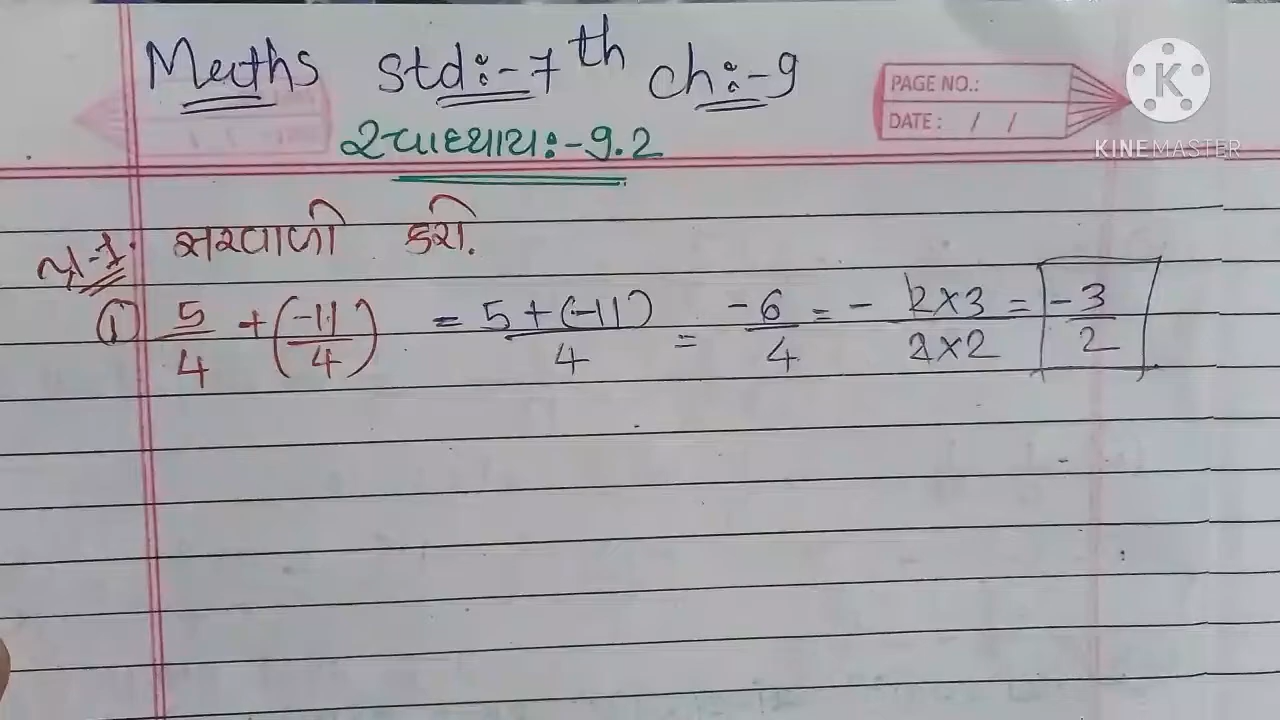 Maths std:-7th ch:-9
સ્વાધ્યાય:-9.2
PAGE NO.:
DATE: / /
KINEMASTER
પ્ર-1. સરવાળો કરો.
(i) 5/4 + (-11/4) = 5+(-11)/4 = -6/4 = - 2×3/2×2 = -3/2